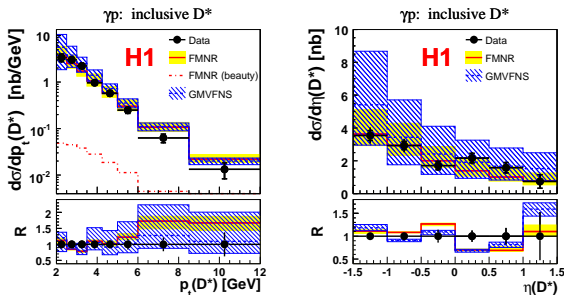 γp: inclusive D*
dσ/dp_t(D*) [nb/GeV]
10
1
10⁻¹
10⁻²
H1
Data
FMNR
FMNR (beauty)
GMVFNS
R
2
1.5
1
0.5
2 4 6 8 10 12
p_t(D*) [GeV]
γp: inclusive D*
dσ/dη(D*) [nb]
10
8
6
4
2
0
H1
Data
FMNR
GMVFNS
R
1.5
1
0.5
-1.5 -1 -0.5 0 0.5 1 1.5
η(D*)